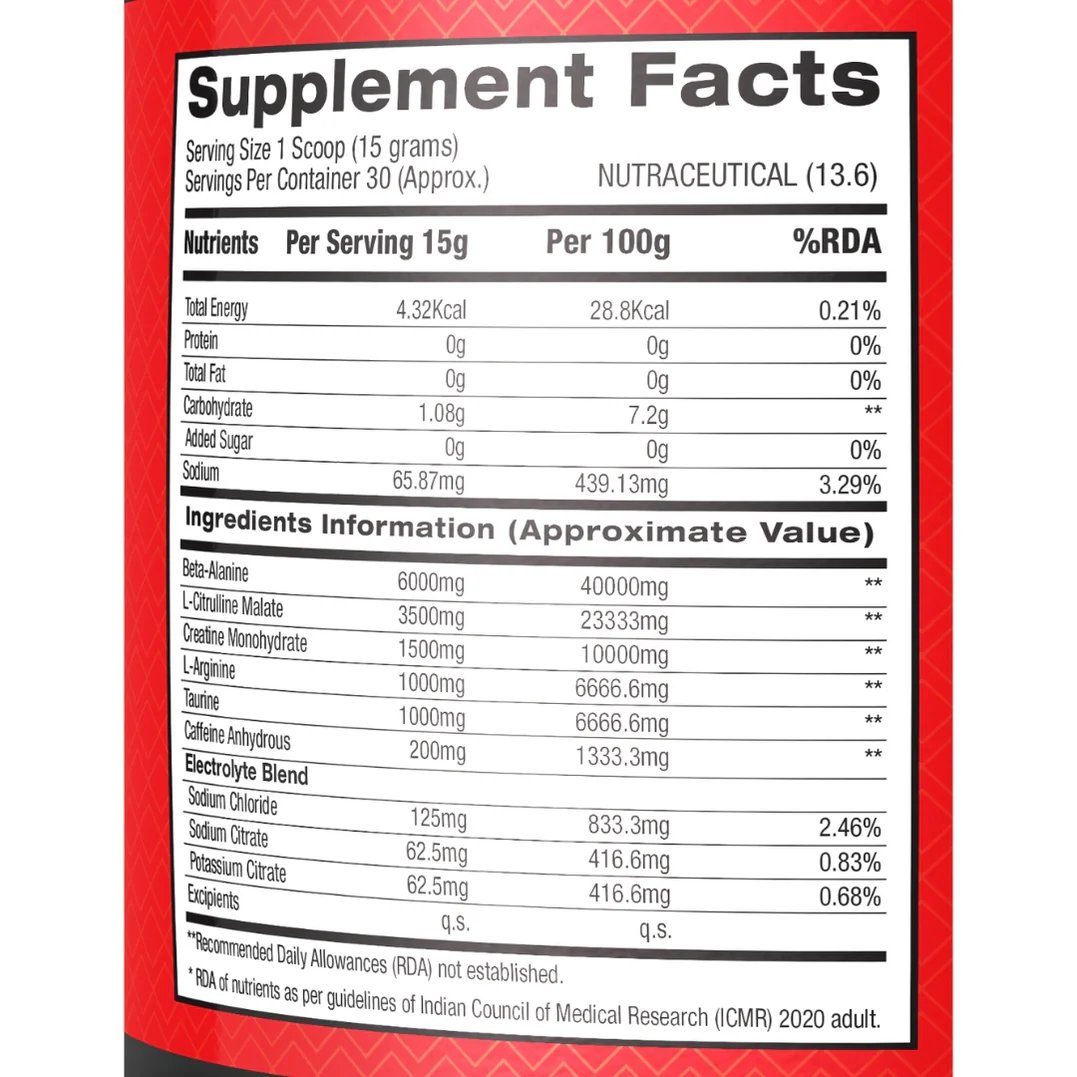 Supplement Facts
Serving Size 1 Scoop (15 grams)
Servings Per Container 30 (Approx.) NUTRACEUTICAL (13.6)
Nutrients Per Serving 15g Per 100g %RDA
Total Energy 4.32Kcal 28.8Kcal 0.21%
Protein 0g 0g 0%
Total Fat 0g 0g 0%
Carbohydrate 1.08g 7.2g **
Added Sugar 0g 0g 0%
Sodium 65.87mg 439.13mg 3.29%
Ingredients Information (Approximate Value)
Beta-Alanine 6000mg 40000mg **
L-Citrulline Malate 3500mg 23333mg **
Creatine Monohydrate 1500mg 10000mg **
L-Arginine 1000mg 6666.6mg **
Taurine 1000mg 6666.6mg **
Caffeine Anhydrous 200mg 1333.3mg **
Electrolyte Blend
Sodium Chloride 125mg 833.3mg 2.46%
Sodium Citrate 62.5mg 416.6mg 0.83%
Potassium Citrate 62.5mg 416.6mg 0.68%
Excipients q.s. q.s.
**Recommended Daily Allowances (RDA) not established.
* RDA of nutrients as per guidelines of Indian Council of Medical Research (ICMR) 2020 adult.